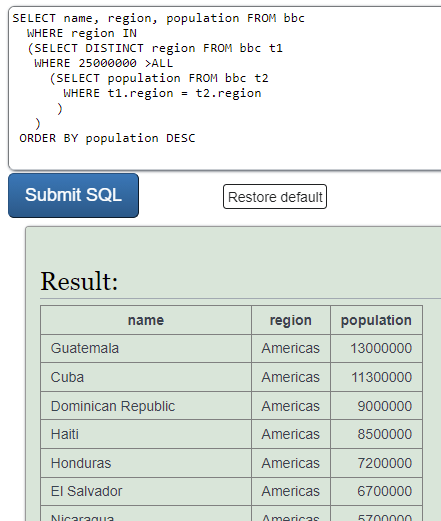 SELECT name, region, population FROM bbc
WHERE region IN
(SELECT DISTINCT region FROM bbc t1
WHERE 25000000 >ALL
(SELECT population FROM bbc t2
WHERE t1.region = t2.region
)
)
ORDER BY population DESC
Submit SQL Restore default
Result:
name region population
Guatemala Americas 13000000
Cuba Americas 11300000
Dominican Republic Americas 9000000
Haiti Americas 8500000
Honduras Americas 7200000
El Salvador Americas 6700000
Nicaragua Americas 5700000